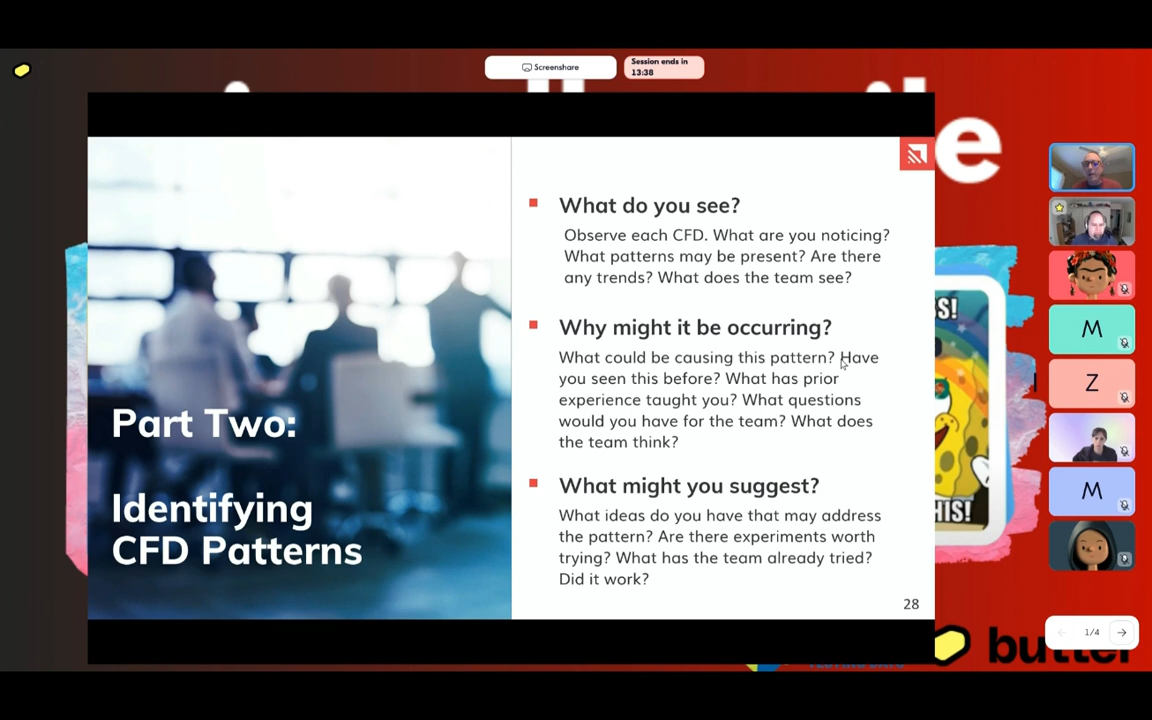 Screenshare
Session ends in
13:38
e
Part Two:
Identifying
CFD Patterns
What do you see?
Observe each CFD. What are you noticing?
What patterns may be present? Are there
any trends? What does the team see?
Why might it be occurring?
What could be causing this pattern? Have
you seen this before? What has prior
experience taught you? What questions
would you have for the team? What does
the team think?
What might you suggest?
What ideas do you have that may address
the pattern? Are there experiments worth
trying? What has the team already tried?
Did it work?
28
S!
HIS!
M
Z
M
1/4
butter